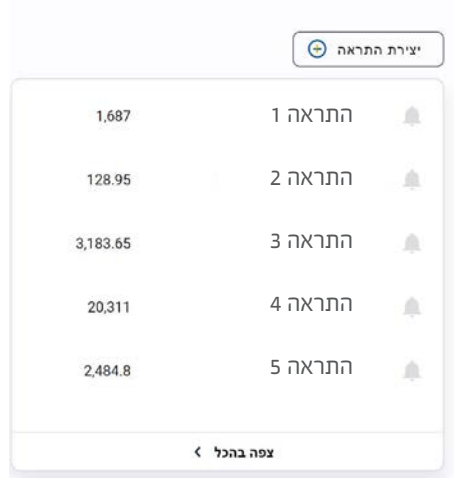 יצירת התראה
התראה 1 1,687
התראה 2 128.95
התראה 3 3,183.65
התראה 4 20,311
התראה 5 2,484.8
צפה בהכל